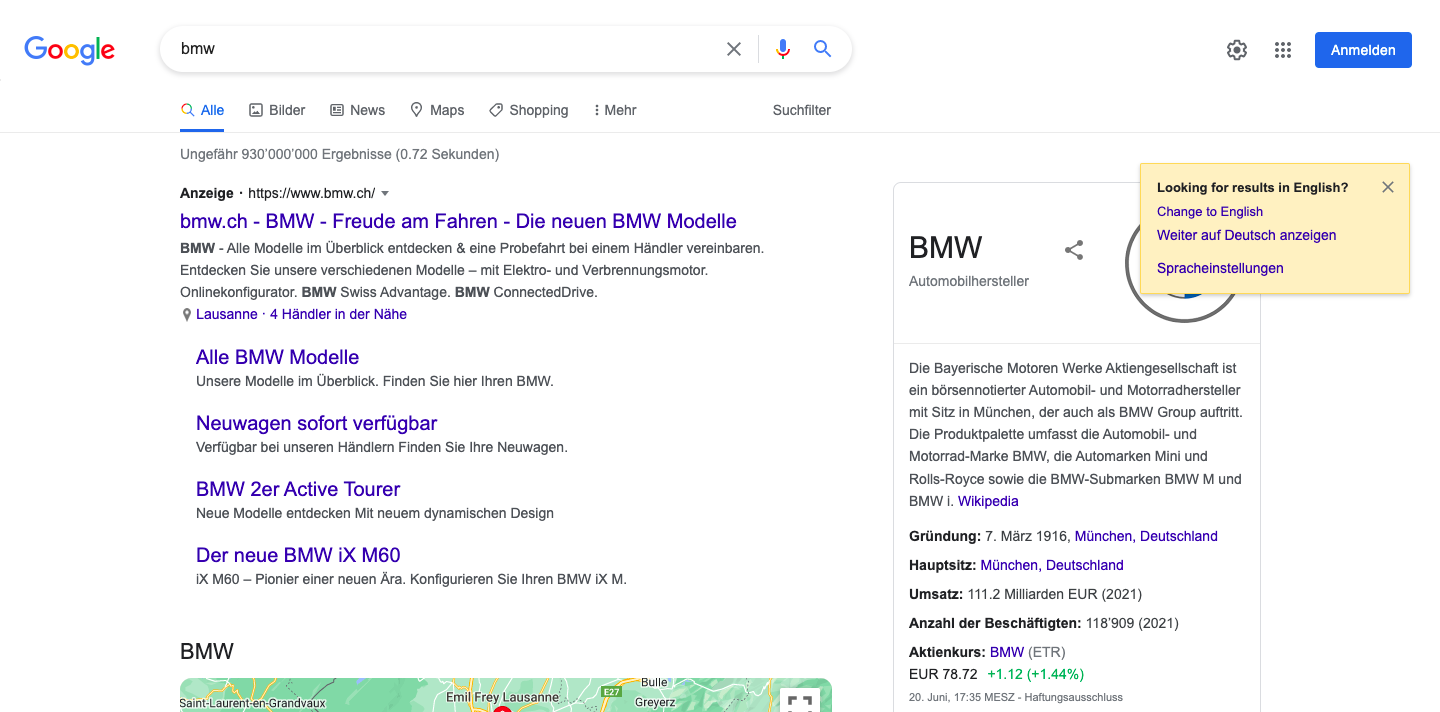 Google
bmw
Anmelden
Alle
Bilder
News
Maps
Shopping
Mehr
Suchfilter
Ungefähr 930’000’000 Ergebnisse (0.72 Sekunden)
Anzeige · https://www.bmw.ch/
bmw.ch - BMW - Freude am Fahren - Die neuen BMW Modelle
BMW - Alle Modelle im Überblick entdecken & eine Probefahrt bei einem Händler vereinbaren.
Entdecken Sie unsere verschiedenen Modelle – mit Elektro- und Verbrennungsmotor.
Onlinekonfigurator. BMW Swiss Advantage. BMW ConnectedDrive.
Lausanne · 4 Händler in der Nähe
Alle BMW Modelle
Unsere Modelle im Überblick. Finden Sie hier Ihren BMW.
Neuwagen sofort verfügbar
Verfügbar bei unseren Händlern Finden Sie Ihre Neuwagen.
BMW 2er Active Tourer
Neue Modelle entdecken Mit neuem dynamischen Design
Der neue BMW iX M60
iX M60 – Pionier einer neuen Ära. Konfigurieren Sie Ihren BMW iX M.
BMW
Saint-Laurent-en-Grandvaux
Emil Frey Lausanne
E27
Bulle
Greyerz
Looking for results in English?
Change to English
Weiter auf Deutsch anzeigen
Spracheinstellungen
BMW
Automobilhersteller
Die Bayerische Motoren Werke Aktiengesellschaft ist
ein börsennotierter Automobil- und Motorradhersteller
mit Sitz in München, der auch als BMW Group auftritt.
Die Produktpalette umfasst die Automobil- und
Motorrad-Marke BMW, die Automarken Mini und
Rolls-Royce sowie die BMW-Submarken BMW M und
BMW i. Wikipedia
Gründung: 7. März 1916, München, Deutschland
Hauptsitz: München, Deutschland
Umsatz: 111.2 Milliarden EUR (2021)
Anzahl der Beschäftigten: 118’909 (2021)
Aktienkurs: BMW (ETR)
EUR 78.72 +1.12 (+1.44%)
20. Juni, 17:35 MESZ - Haftungsausschluss